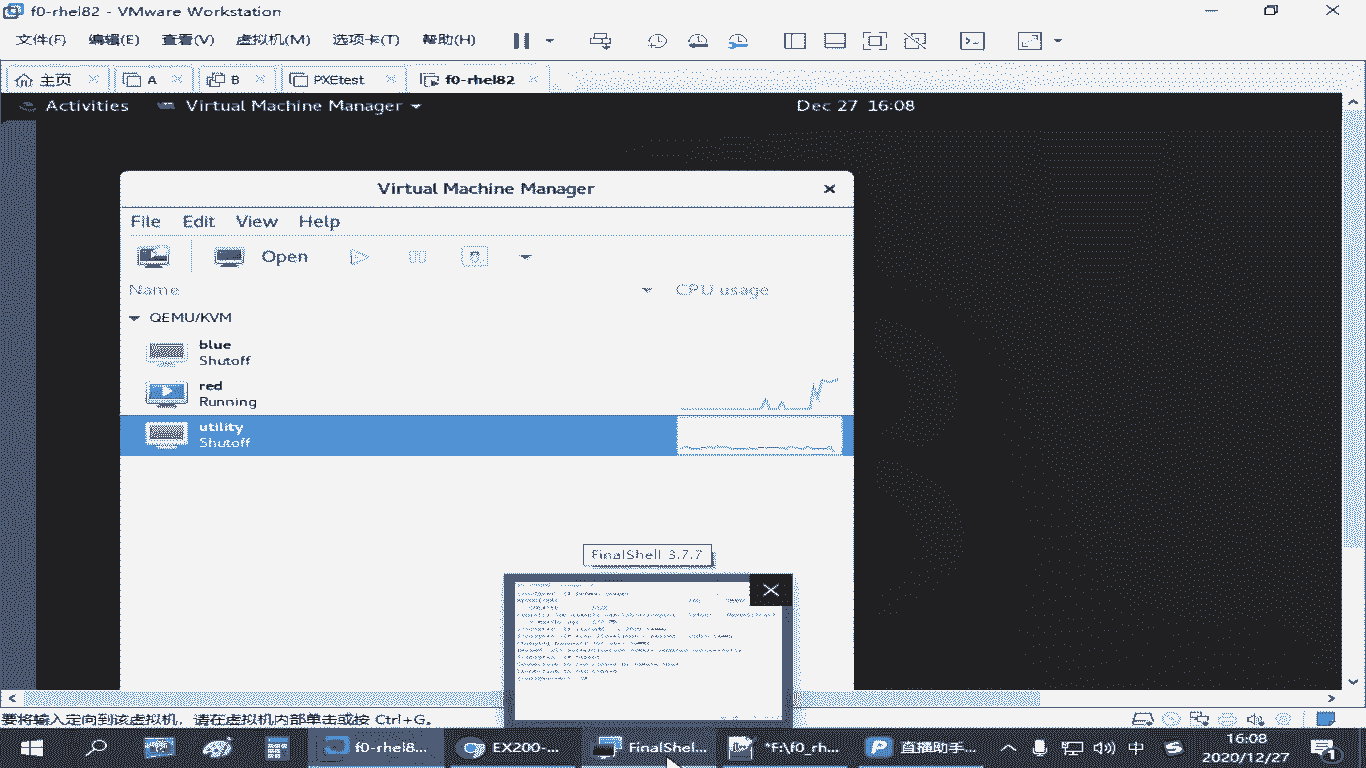 f0-rhel82 - VMware Workstation
文件(F) 编辑(E) 查看(V) 虚拟机(M) 选项卡(T) 帮助(H)
主页 A B PXEtest f0-rhel82
Activities Virtual Machine Manager Dec 27 16:08
Virtual Machine Manager
File Edit View Help
Open
Name CPU usage
QEMU/KVM
blue
Shutoff
red
Running
utility
Shutoff
FinalShell 3.7.7
要将输入定向到该虚拟机，请在虚拟机内部单击或按 Ctrl+G。
f0-rhel8... EX200-... FinalShel... *F:\f0_rh... 直播助手... 中 16:08
2020/12/27
1